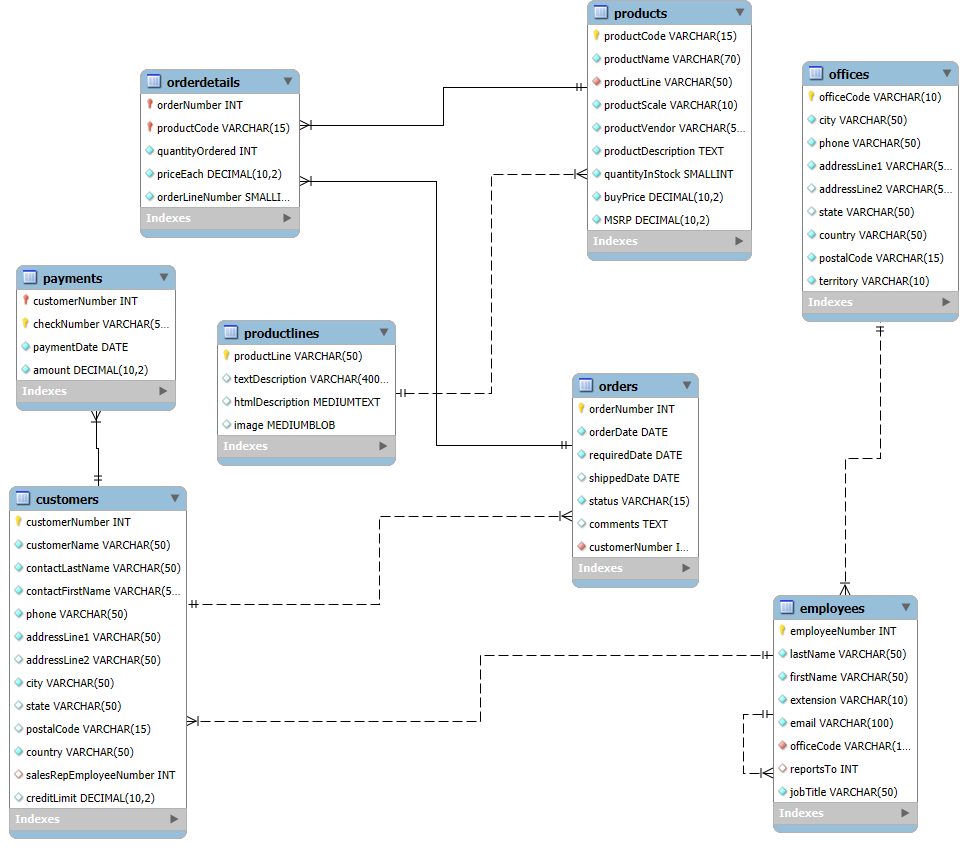 products
productCode VARCHAR(15)
productName VARCHAR(70)
productLine VARCHAR(50)
productScale VARCHAR(10)
productVendor VARCHAR(5...
productDescription TEXT
quantityInStock SMALLINT
buyPrice DECIMAL(10,2)
MSRP DECIMAL(10,2)
Indexes
orderdetails
orderNumber INT
productCode VARCHAR(15)
quantityOrdered INT
priceEach DECIMAL(10,2)
orderLineNumber SMALLI...
Indexes
offices
officeCode VARCHAR(10)
city VARCHAR(50)
phone VARCHAR(50)
addressLine1 VARCHAR(5...
addressLine2 VARCHAR(5...
state VARCHAR(50)
country VARCHAR(50)
postalCode VARCHAR(15)
territory VARCHAR(10)
Indexes
payments
customerNumber INT
checkNumber VARCHAR(5...
paymentDate DATE
amount DECIMAL(10,2)
Indexes
productlines
productLine VARCHAR(50)
textDescription VARCHAR(400...
htmlDescription MEDIUMTEXT
image MEDIUMBLOB
Indexes
orders
orderNumber INT
orderDate DATE
requiredDate DATE
shippedDate DATE
status VARCHAR(15)
comments TEXT
customerNumber I...
Indexes
customers
customerNumber INT
customerName VARCHAR(50)
contactLastName VARCHAR(50)
contactFirstName VARCHAR(5...
phone VARCHAR(50)
addressLine1 VARCHAR(50)
addressLine2 VARCHAR(50)
city VARCHAR(50)
state VARCHAR(50)
postalCode VARCHAR(15)
country VARCHAR(50)
salesRepEmployeeNumber INT
creditLimit DECIMAL(10,2)
Indexes
employees
employeeNumber INT
lastName VARCHAR(50)
firstName VARCHAR(50)
extension VARCHAR(10)
email VARCHAR(100)
officeCode VARCHAR(1...
reportsTo INT
jobTitle VARCHAR(50)
Indexes